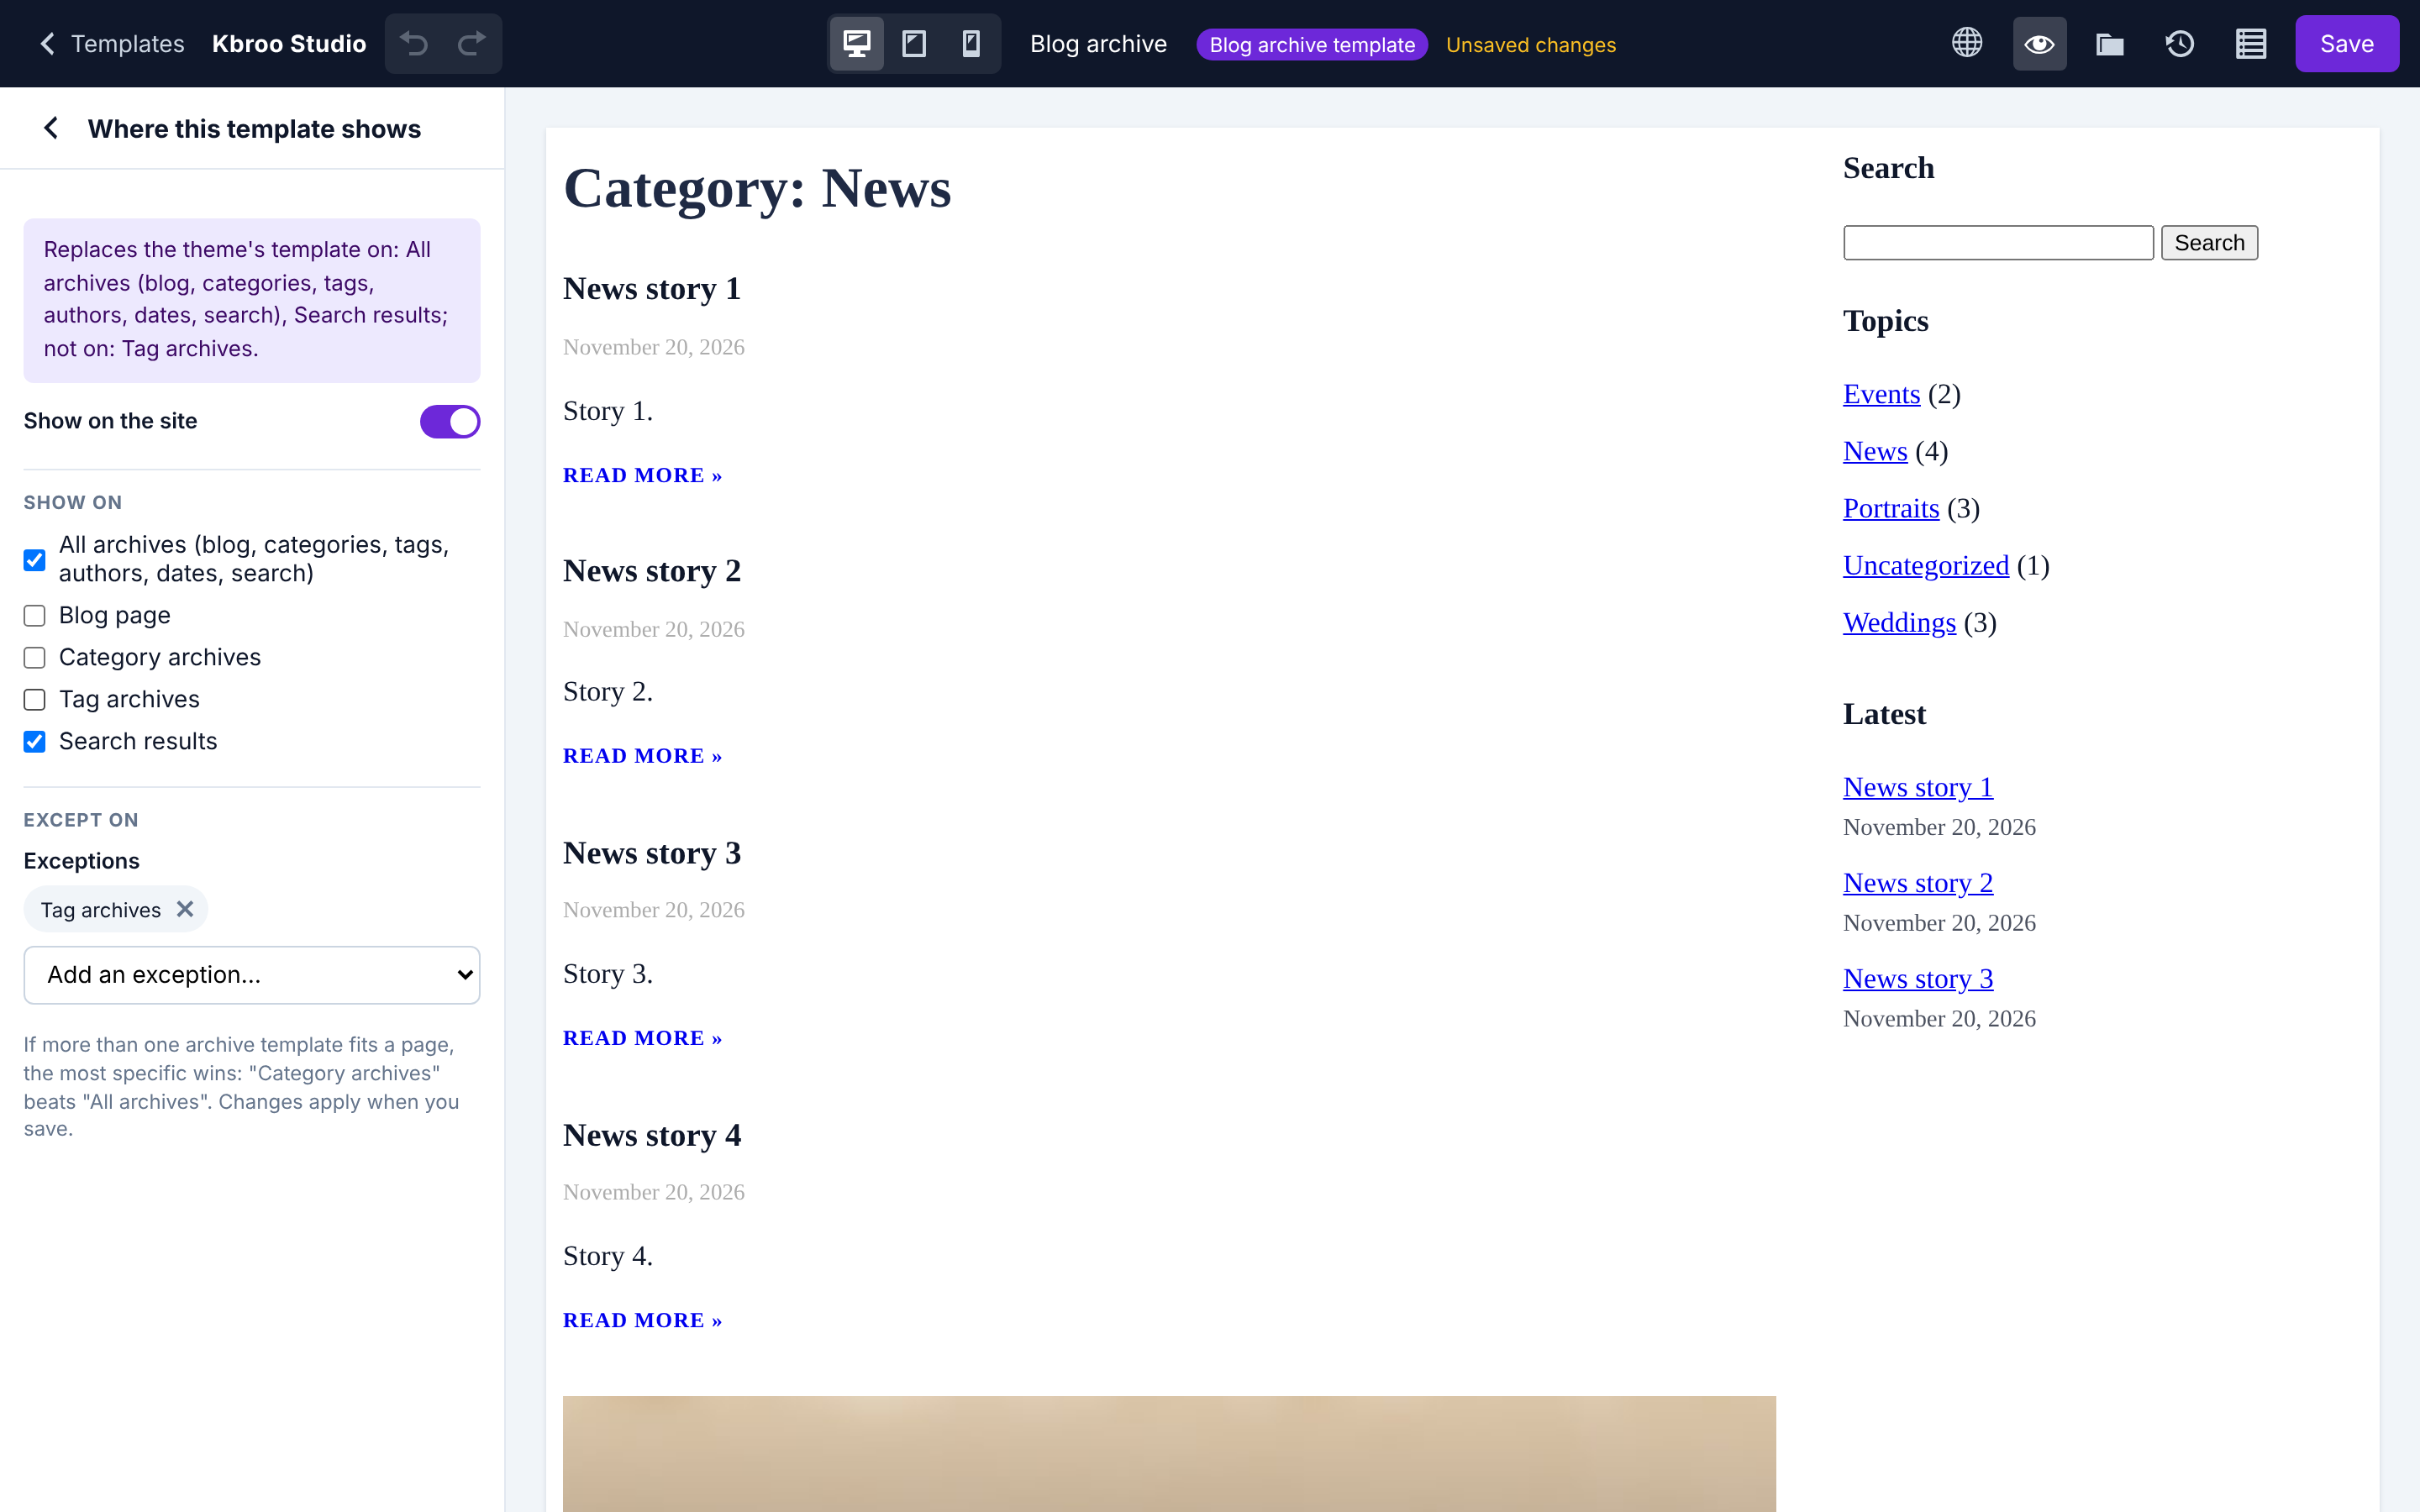 Templates
Kbroo Studio
Blog archive
Blog archive template
Unsaved changes
Save
Where this template shows
Replaces the theme's template on: All
archives (blog, categories, tags,
authors, dates, search), Search results;
not on: Tag archives.
Show on the site
SHOW ON
All archives (blog, categories, tags,
authors, dates, search)
Blog page
Category archives
Tag archives
Search results
EXCEPT ON
Exceptions
Tag archives
Add an exception...
If more than one archive template fits a page,
the most specific wins: "Category archives"
beats "All archives". Changes apply when you
save.
Category: News
News story 1
November 20, 2026
Story 1.
READ MORE »
News story 2
November 20, 2026
Story 2.
READ MORE »
News story 3
November 20, 2026
Story 3.
READ MORE »
News story 4
November 20, 2026
Story 4.
READ MORE »
Search
Search
Topics
Events (2)
News (4)
Portraits (3)
Uncategorized (1)
Weddings (3)
Latest
News story 1
November 20, 2026
News story 2
November 20, 2026
News story 3
November 20, 2026